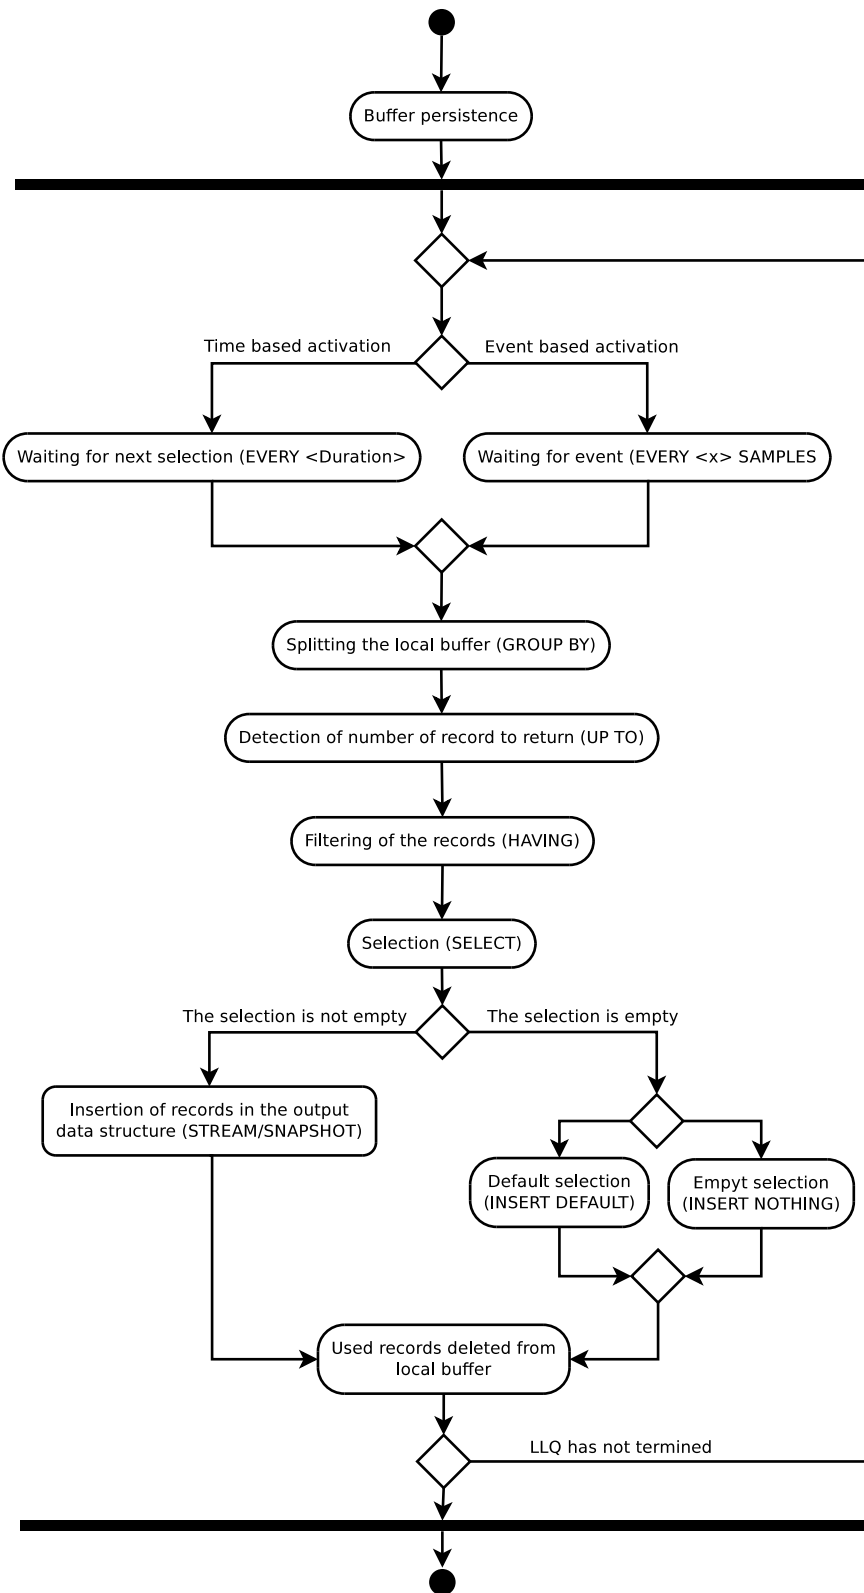 Buffer persistence
Time based activation
Event based activation
Waiting for next selection (EVERY <Duration>
Waiting for event (EVERY <x> SAMPLES
Splitting the local buffer (GROUP BY)
Detection of number of record to return (UP TO)
Filtering of the records (HAVING)
Selection (SELECT)
The selection is not empty
The selection is empty
Insertion of records in the output
data structure (STREAM/SNAPSHOT)
Default selection
(INSERT DEFAULT)
Empyt selection
(INSERT NOTHING)
Used records deleted from
local buffer
LLQ has not termined